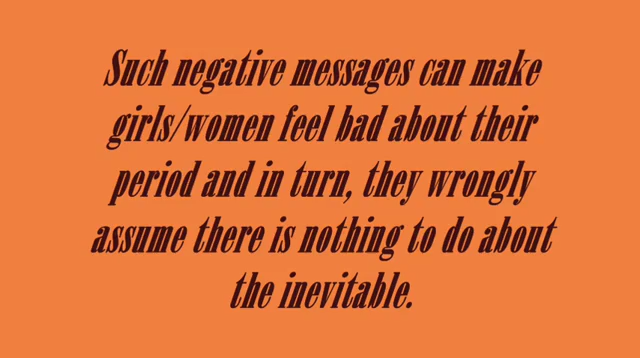 Such negative messages can make
girls/women feel bad about their
period and in turn, they wrongly
assume there is nothing to do about
the inevitable.